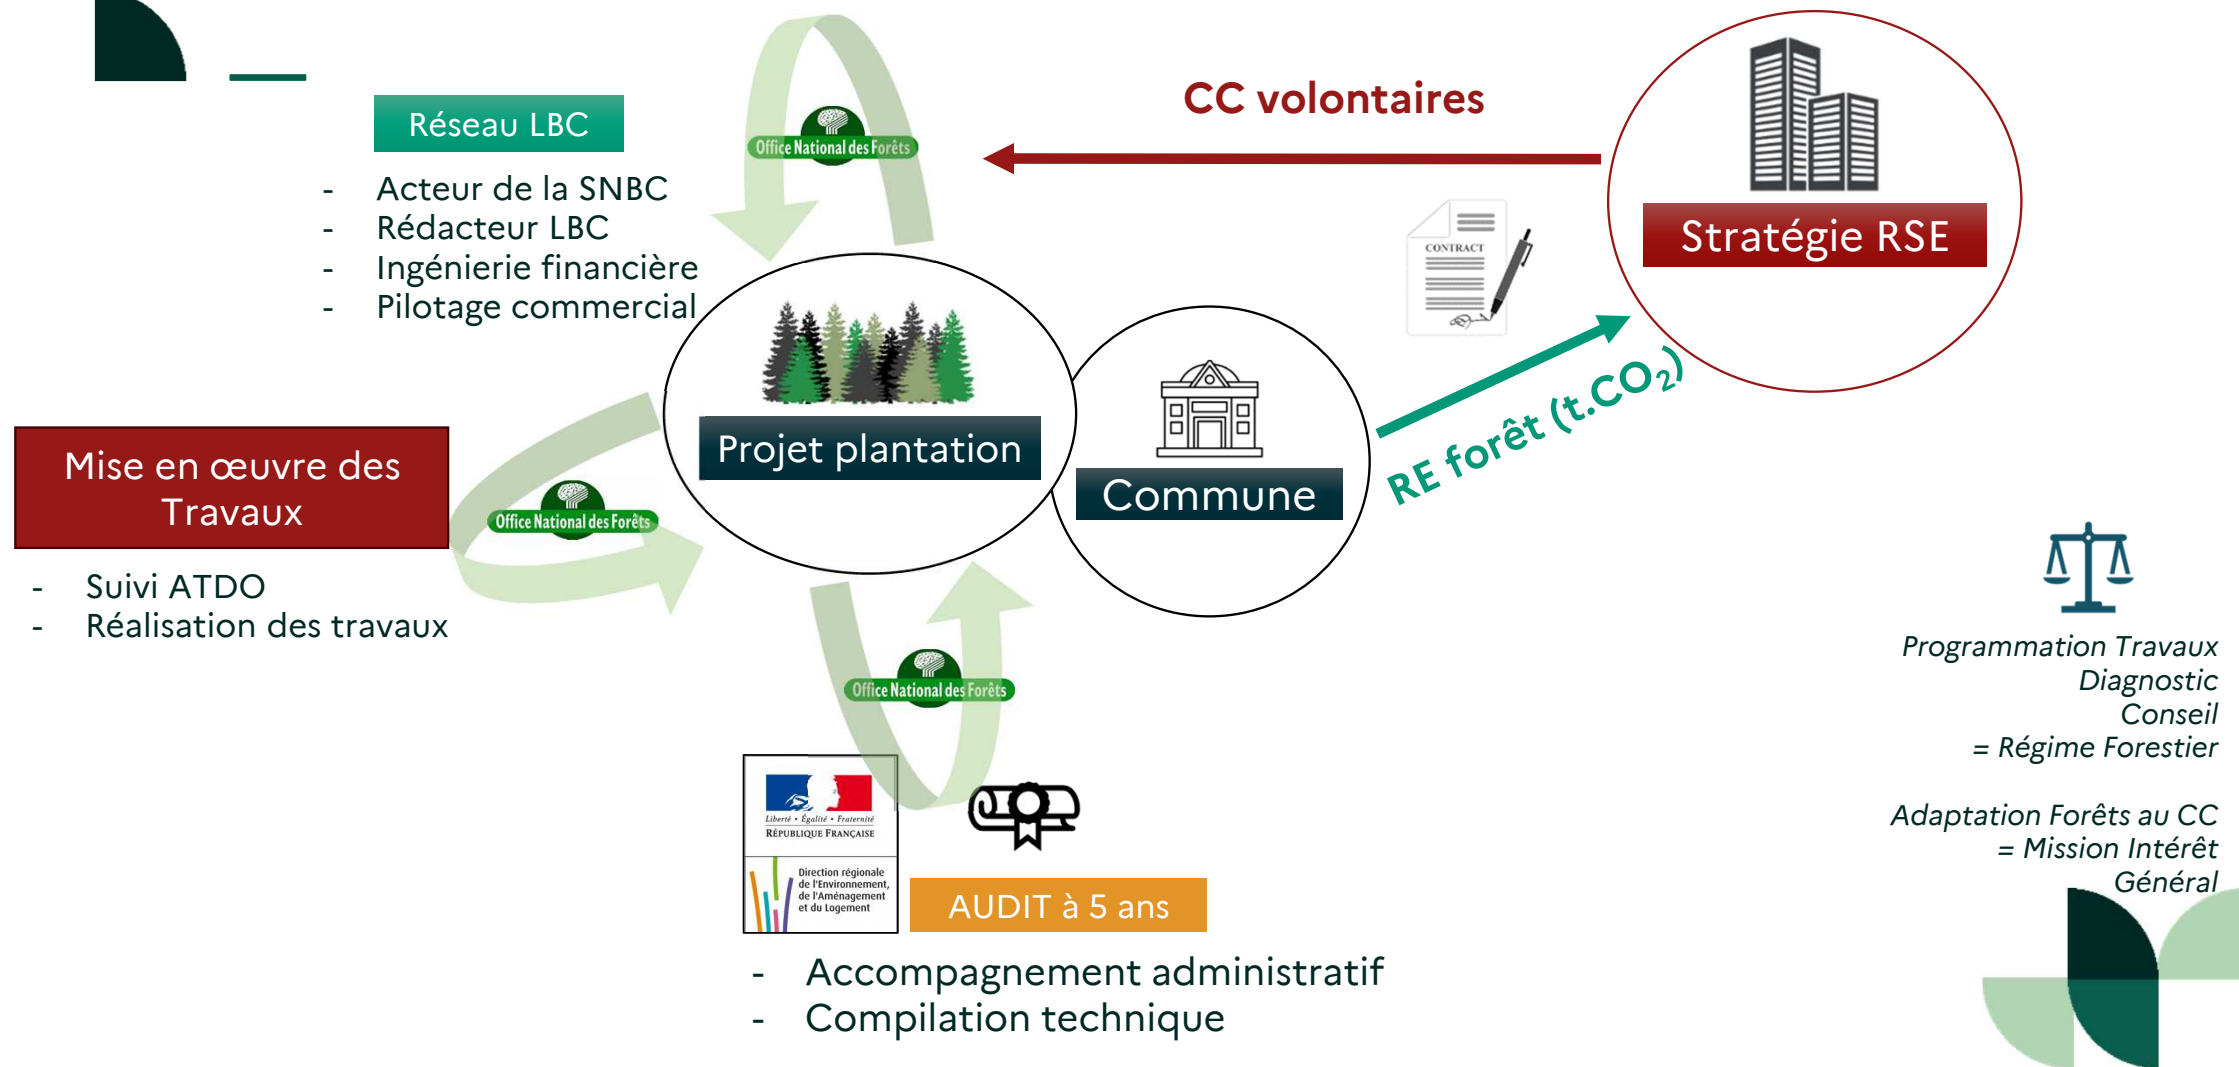 Réseau LBC
- Acteur de la SNBC
- Rédacteur LBC
- Ingénierie financière
- Pilotage commercial
Office National des Forêts
CC volontaires
CONTRACT
Stratégie RSE
RE forêt (t.CO₂)
Projet plantation
Commune
Mise en œuvre des
Travaux
Office National des Forêts
- Suivi ATDO
- Réalisation des travaux
Office National des Forêts
Liberté • Égalité • Fraternité
RÉPUBLIQUE FRANÇAISE
Direction régionale
de l'Environnement,
de l'Aménagement
et du Logement
AUDIT à 5 ans
- Accompagnement administratif
- Compilation technique
Programmation Travaux
Diagnostic
Conseil
= Régime Forestier
Adaptation Forêts au CC
= Mission Intérêt
Général